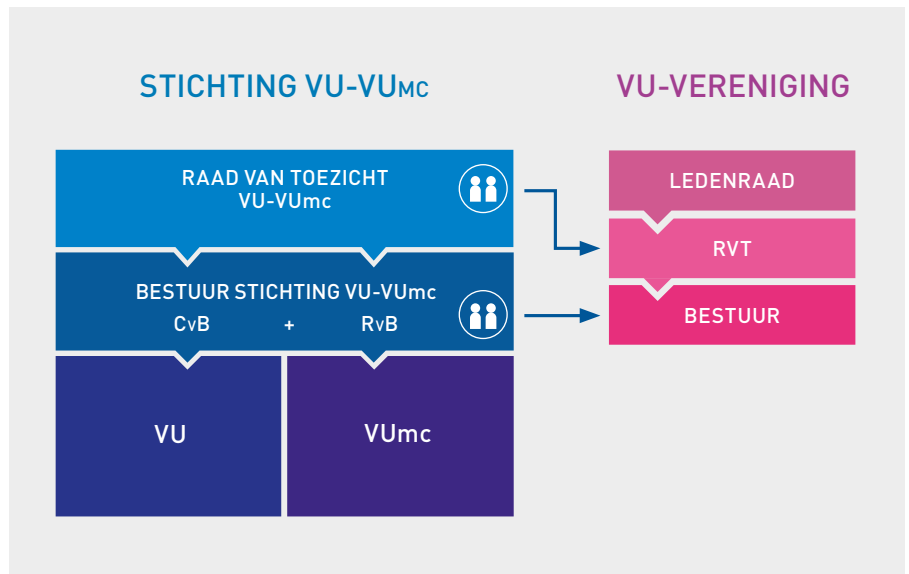 STICHTING VU-VUMC
RAAD VAN TOEZICHT
VU-VUmc
BESTUUR STICHTING VU-VUmc
CVB + RVB
VU VUmc
VU-VERENIGING
LEDENRAAD
RVT
BESTUUR